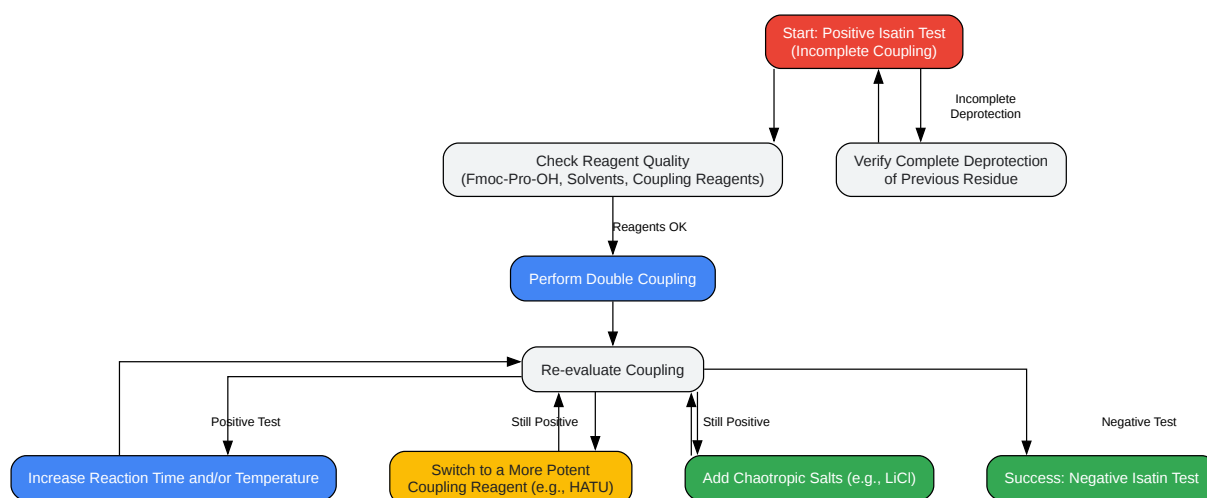 Start: Positive Isatin Test
(Incomplete Coupling)
Incomplete
Deprotection
Check Reagent Quality
(Fmoc-Pro-OH, Solvents, Coupling Reagents)
Verify Complete Deprotection
of Previous Residue
Reagents OK
Perform Double Coupling
Re-evaluate Coupling
Positive Test
Still Positive
Still Positive
Negative Test
Increase Reaction Time and/or Temperature
Switch to a More Potent
Coupling Reagent (e.g., HATU)
Add Chaotropic Salts (e.g., LiCl)
Success: Negative Isatin Test